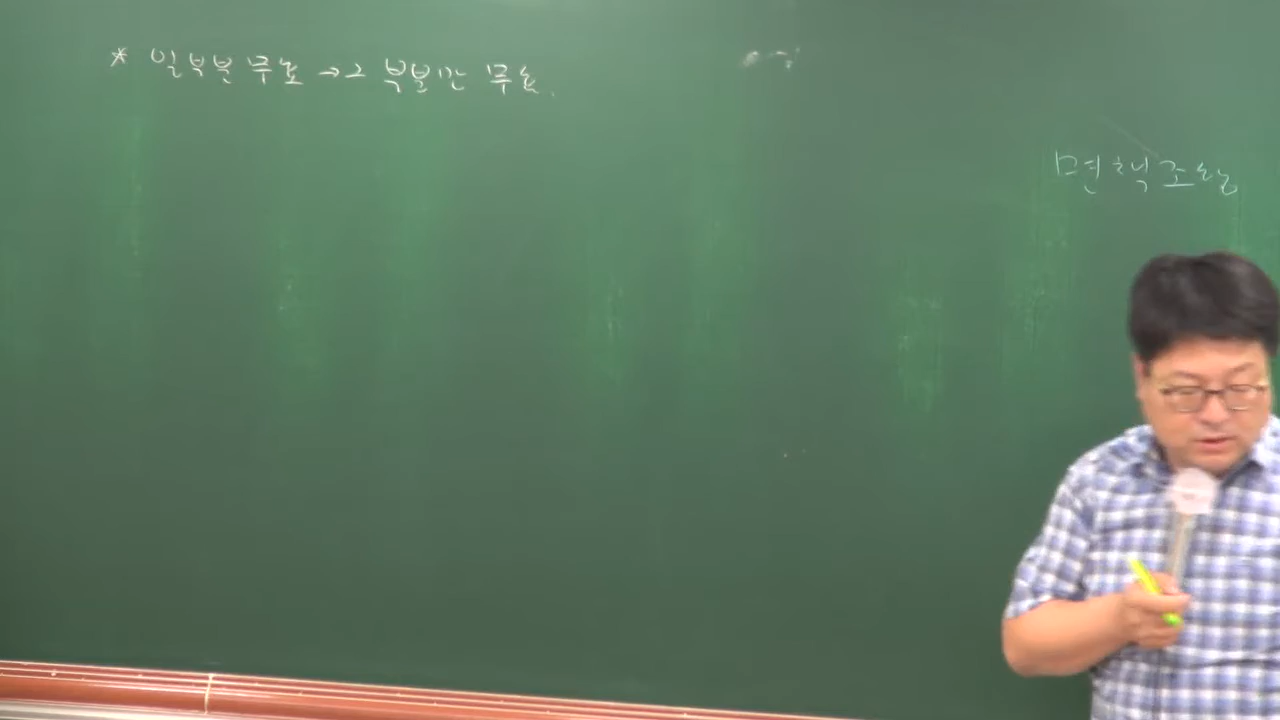 * 일부분 무효 → 그 부분만 무효.
면책조항